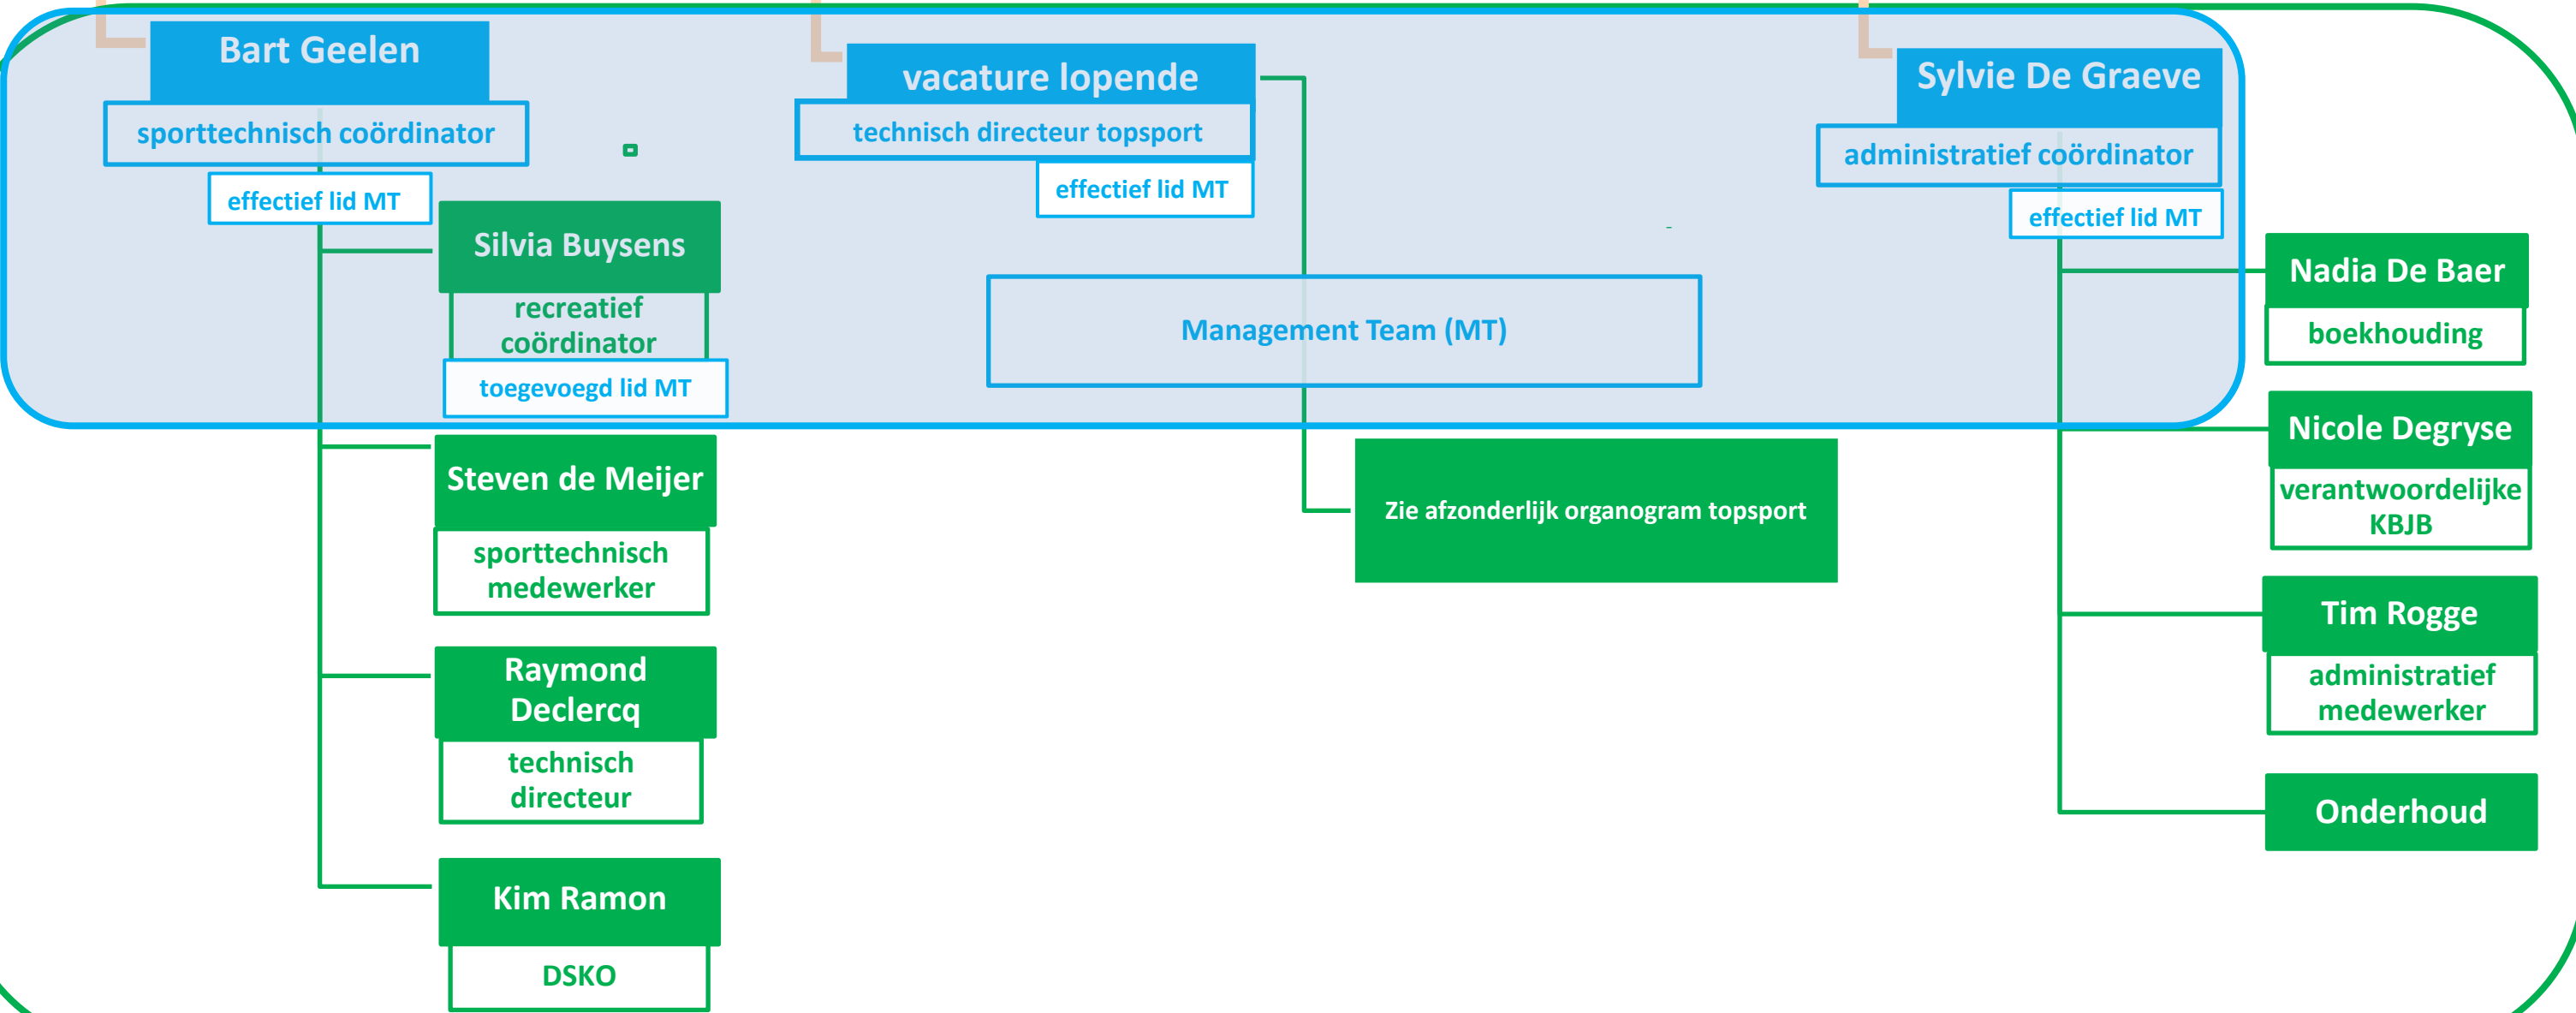 Bart Geelen
sporttechnisch coördinator
effectief lid MT
Silvia Buysens
recreatief
coördinator
toegevoegd lid MT
Steven de Meijer
sporttechnisch
medewerker
Raymond
Declercq
technisch
directeur
Kim Ramon
DSKO
vacature lopende
technisch directeur topsport
effectief lid MT
Management Team (MT)
Zie afzonderlijk organogram topsport
Sylvie De Graeve
administratief coördinator
effectief lid MT
Nadia De Baer
boekhouding
Nicole Degryse
verantwoordelijke
KBJB
Tim Rogge
administratief
medewerker
Onderhoud